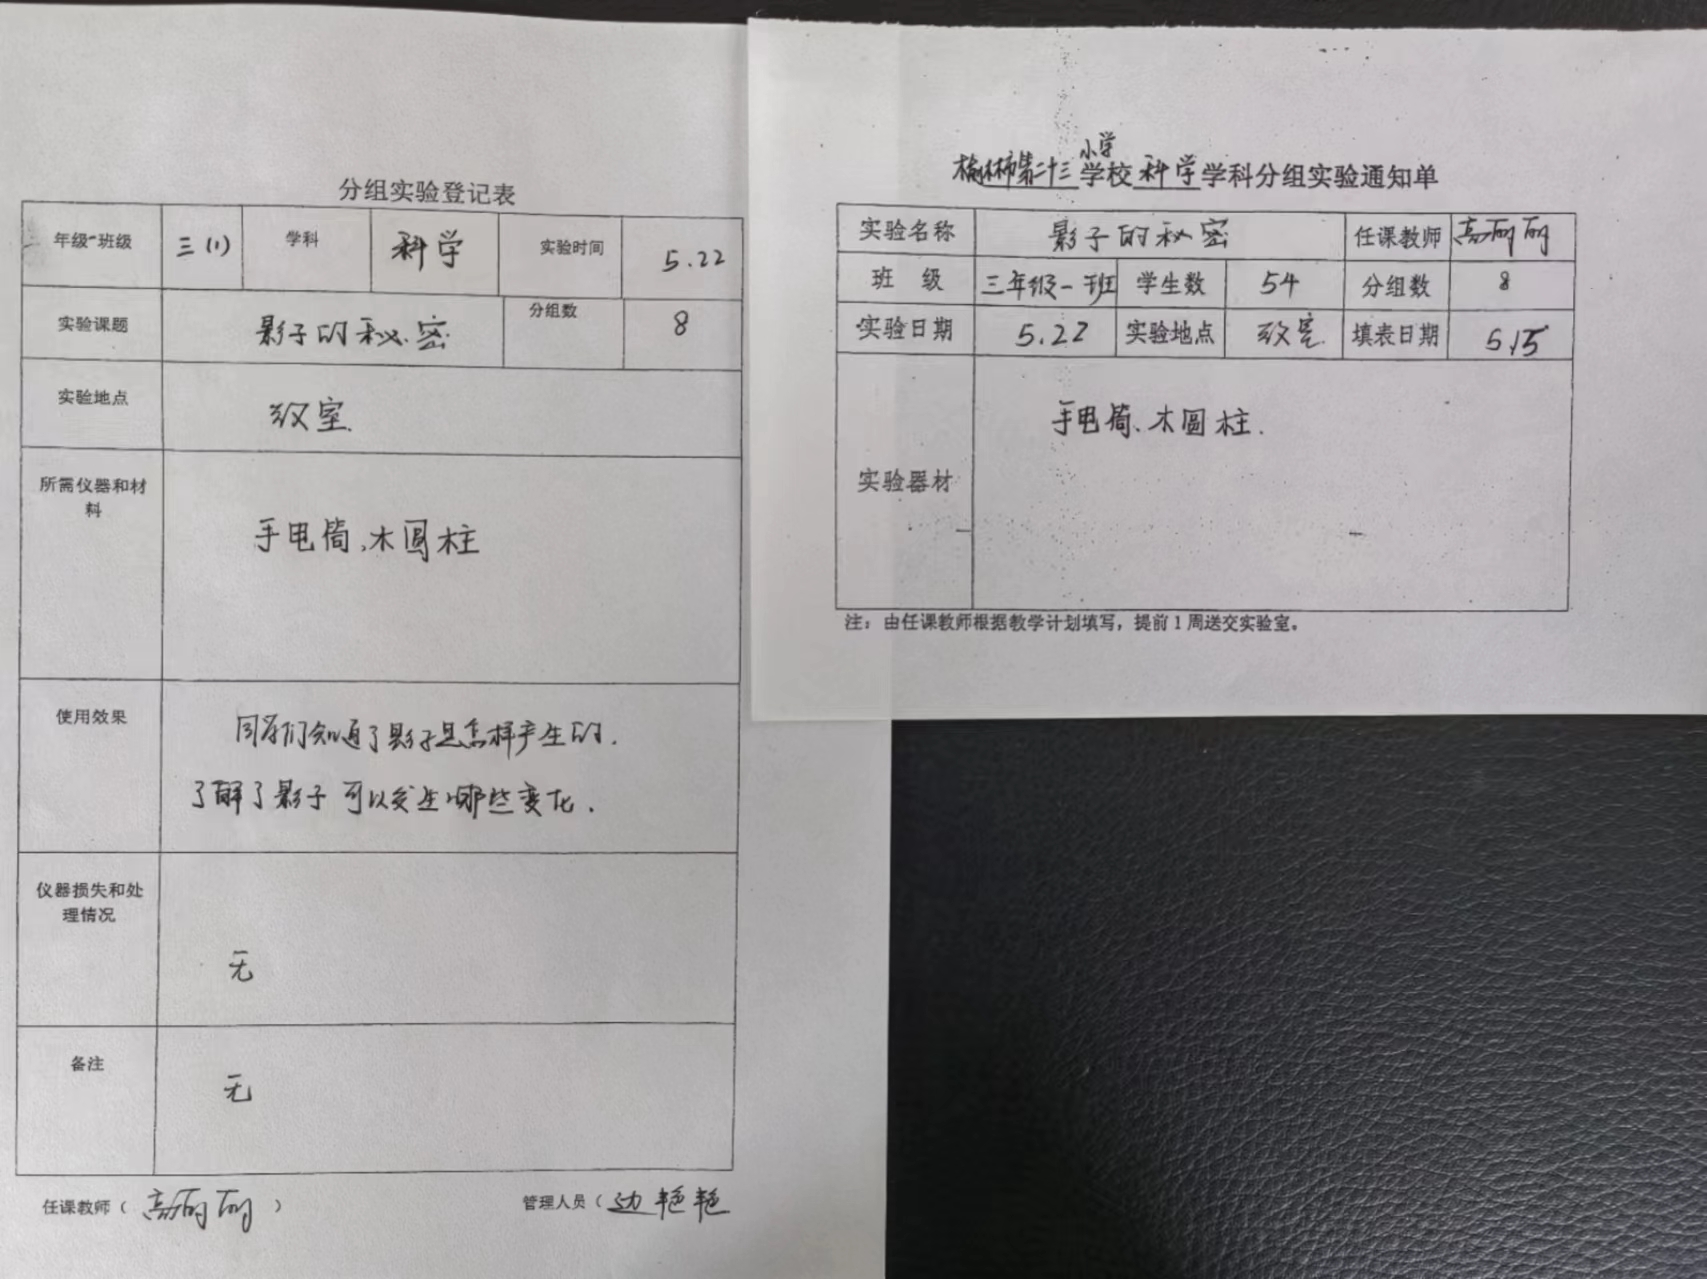 分组实验登记表
年级-班级 三(1) 学科 科学 实验时间 5.22
实验课题 影子的秘密 分组数 8
实验地点 教室.
所需仪器和材
料
手电筒、木圆柱
使用效果
同学们知道了影子是怎样产生的.
了解了影子可以发生哪些变化.
仪器损失和处
理情况
无
备注
无
任课教师（高丽丽）
管理人员（边艳艳
小学
榆林市第二十三学校科学学科分组实验通知单
实验名称 影子的秘密 任课教师 高丽丽
班 级 三年级一班 学生数 54 分组数 8
实验日期 5.22 实验地点 教室. 填表日期 5.15
实验器材
手电筒、木圆柱.
注：由任课教师根据教学计划填写，提前1周送交实验室。